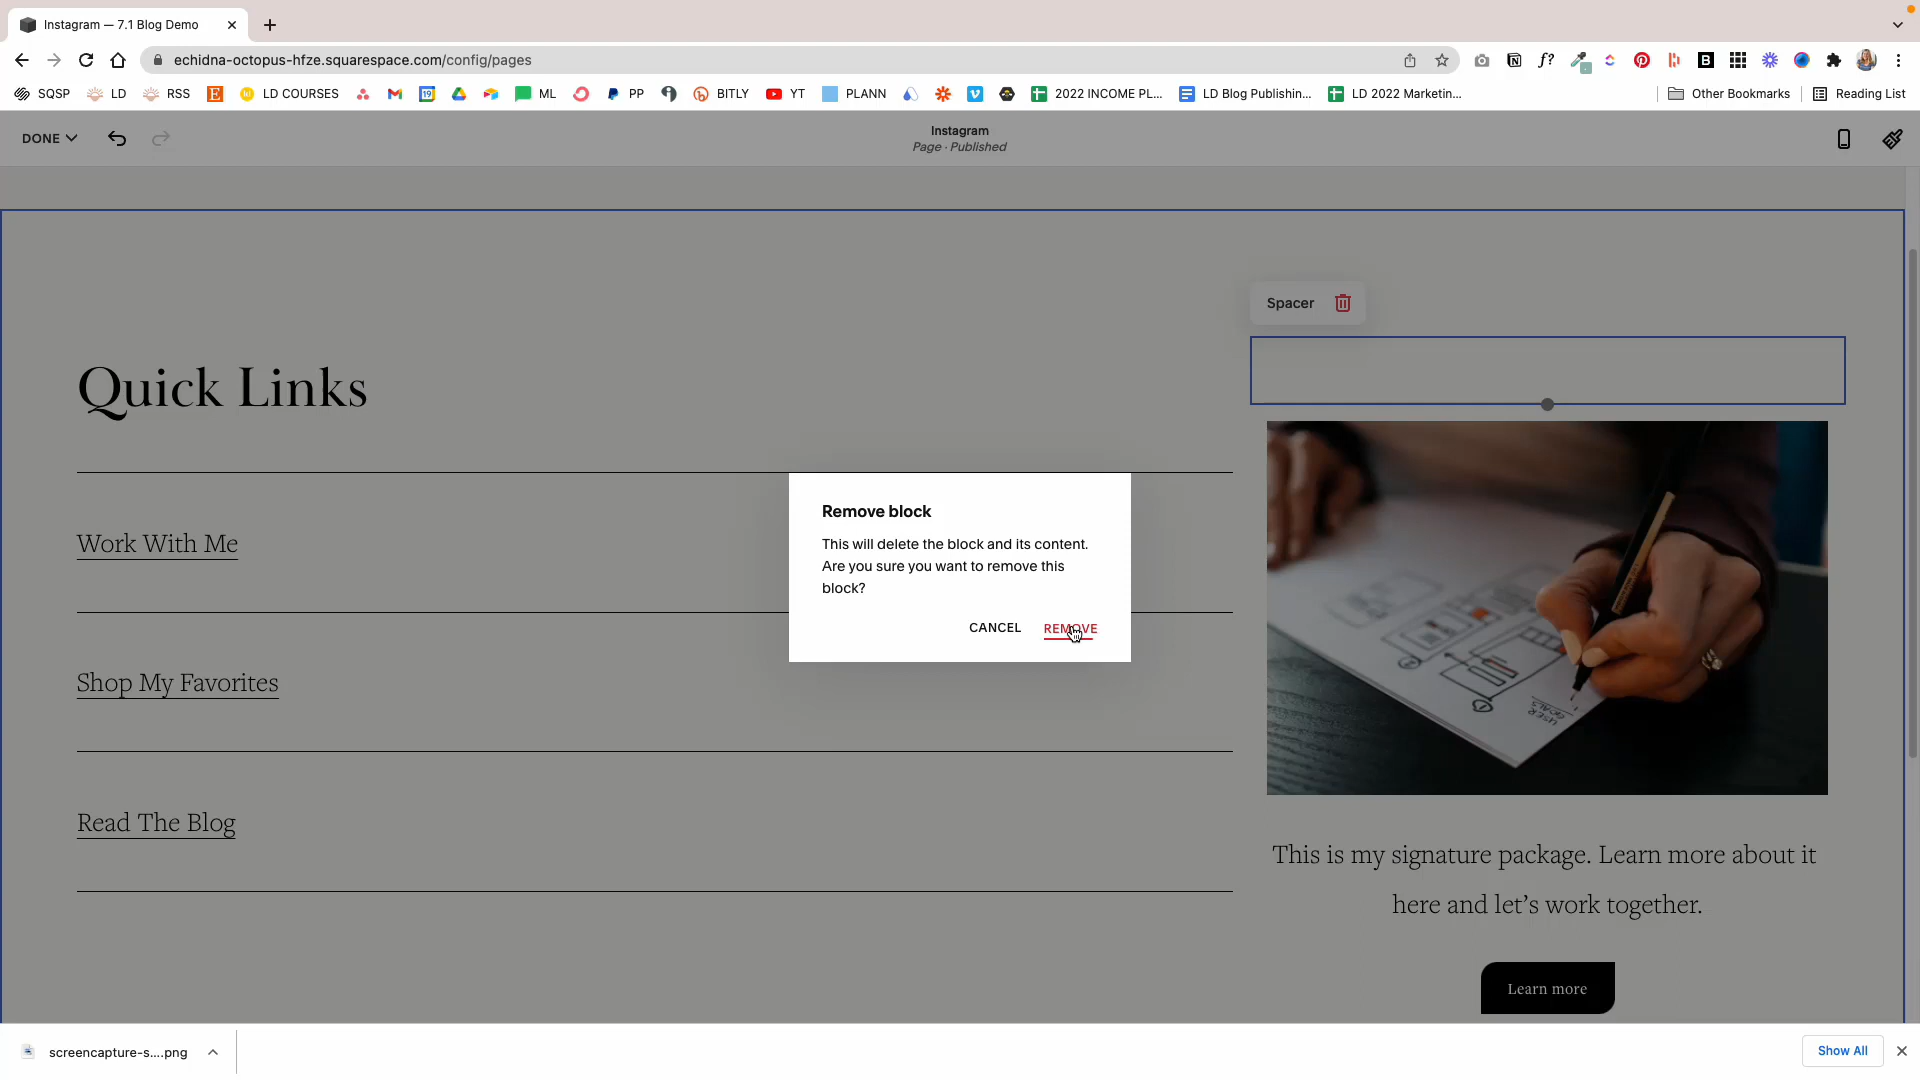 Instagram — 7.1 Blog Demo
echidna-octopus-hfze.squarespace.com/config/pages
SQSP LD RSS LD COURSES 19 ML PP BITLY YT PLANN 2022 INCOME PL... LD Blog Publishin... LD 2022 Marketin... Other Bookmarks Reading List
DONE
Instagram
Page · Published
Spacer
Quick Links
Work With Me
Shop My Favorites
Read The Blog
Remove block
This will delete the block and its content.
Are you sure you want to remove this
block?
CANCEL REMOVE
USER
GOALS
This is my signature package. Learn more about it
here and let’s work together.
Learn more
screencapture-s....png
Show All